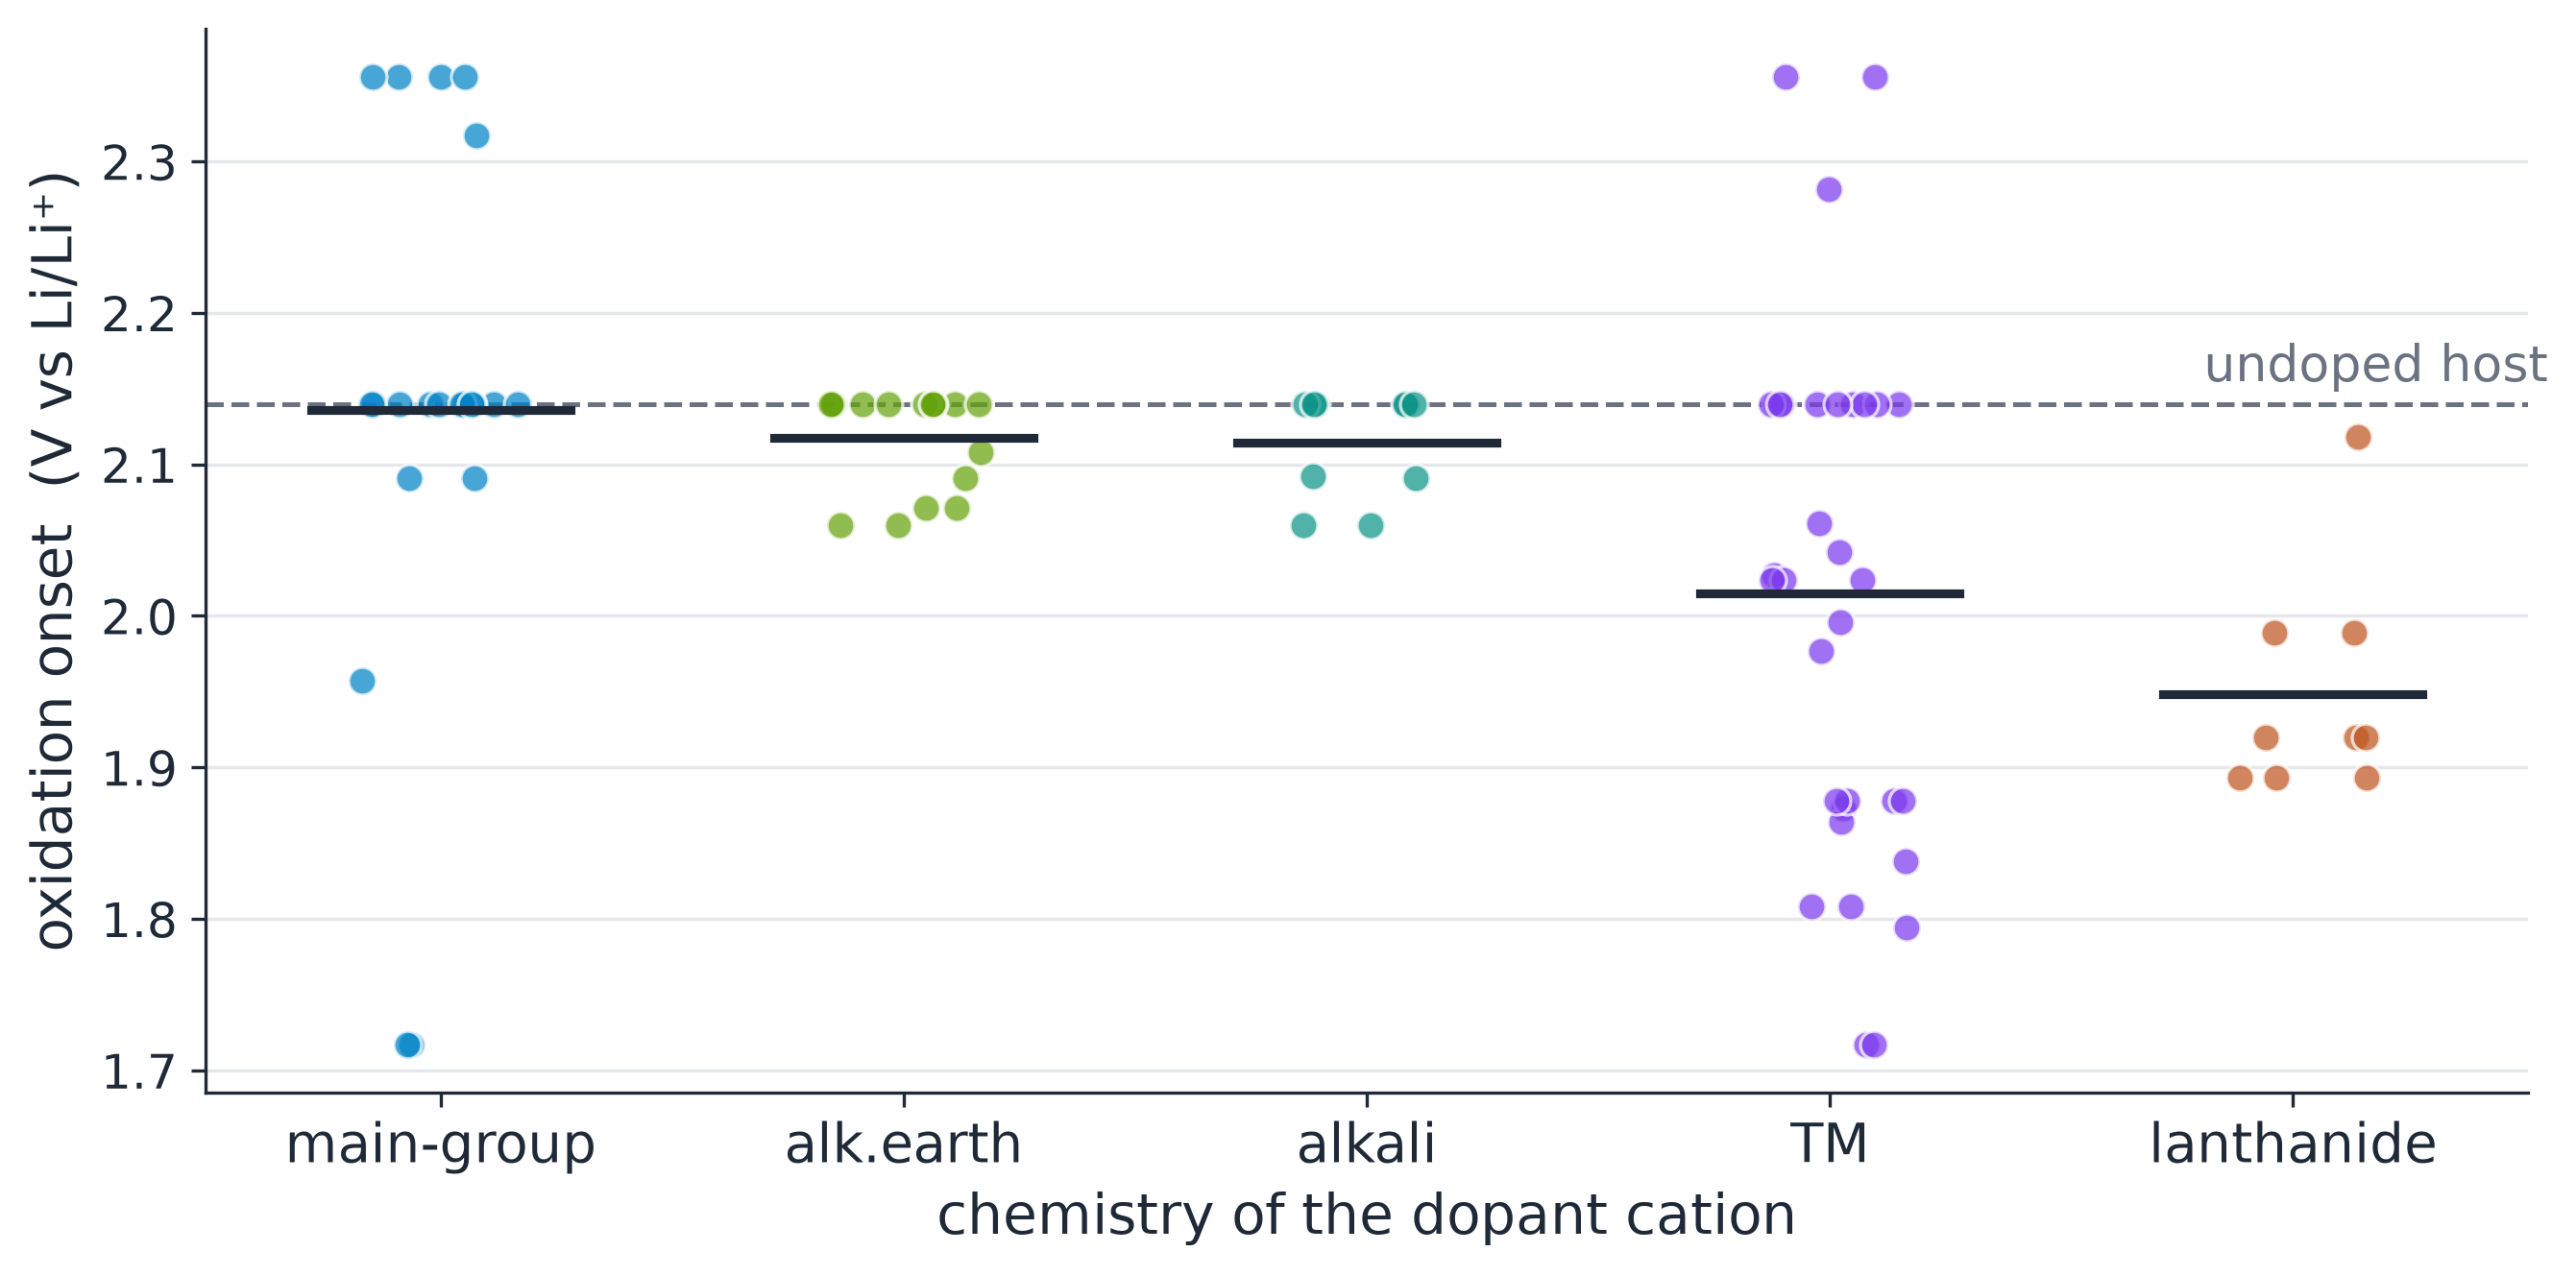 oxidation onset (V vs Li/Li⁺)
2.3
2.2
2.1
2.0
1.9
1.8
1.7
undoped host
main-group
alk.earth
alkali
TM
lanthanide
chemistry of the dopant cation